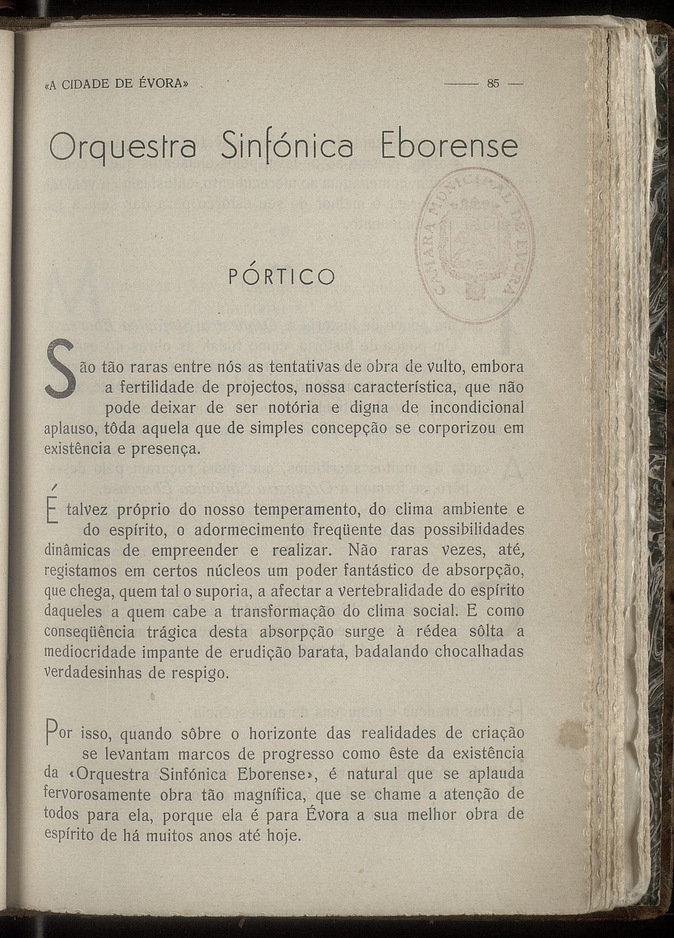 «A CIDADE DE ÉVORA»
— 85 —
Orquestra Sinfónica Eborense
CAMARA MUNICIPAL DE EVORA
PÓRTICO
São tão raras entre nós as tentativas de obra de vulto, embora
a fertilidade de projectos, nossa característica, que não
pode deixar de ser notória e digna de incondicional
aplauso, tôda aquela que de simples concepção se corporizou em
existência e presença.
É talvez próprio do nosso temperamento, do clima ambiente e
do espírito, o adormecimento freqüente das possibilidades
dinâmicas de empreender e realizar. Não raras vezes, até,
registamos em certos núcleos um poder fantástico de absorpção,
que chega, quem tal o suporia, a afectar a vertebralidade do espírito
daqueles a quem cabe a transformação do clima social. E como
conseqüência trágica desta absorpção surge à rédea sôlta a
mediocridade impante de erudição barata, badalando chocalhadas
verdadesinhas de respigo.
Por isso, quando sôbre o horizonte das realidades de criação
se levantam marcos de progresso como êste da existência
da «Orquestra Sinfónica Eborense», é natural que se aplauda
fervorosamente obra tão magnífica, que se chame a atenção de
todos para ela, porque ela é para Évora a sua melhor obra de
espírito de há muitos anos até hoje.